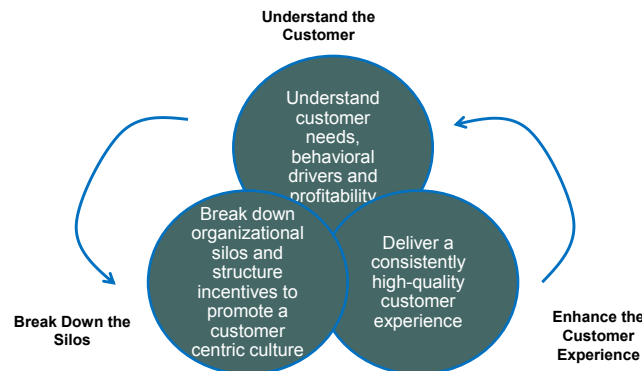 Understand the
Customer
Understand
customer
needs,
behavioral
drivers and
profitability
Break down
organizational
silos and
structure
incentives to
promote a
customer
centric culture
Deliver a
consistently
high-quality
customer
experience
Break Down the
Silos
Enhance the
Customer
Experience